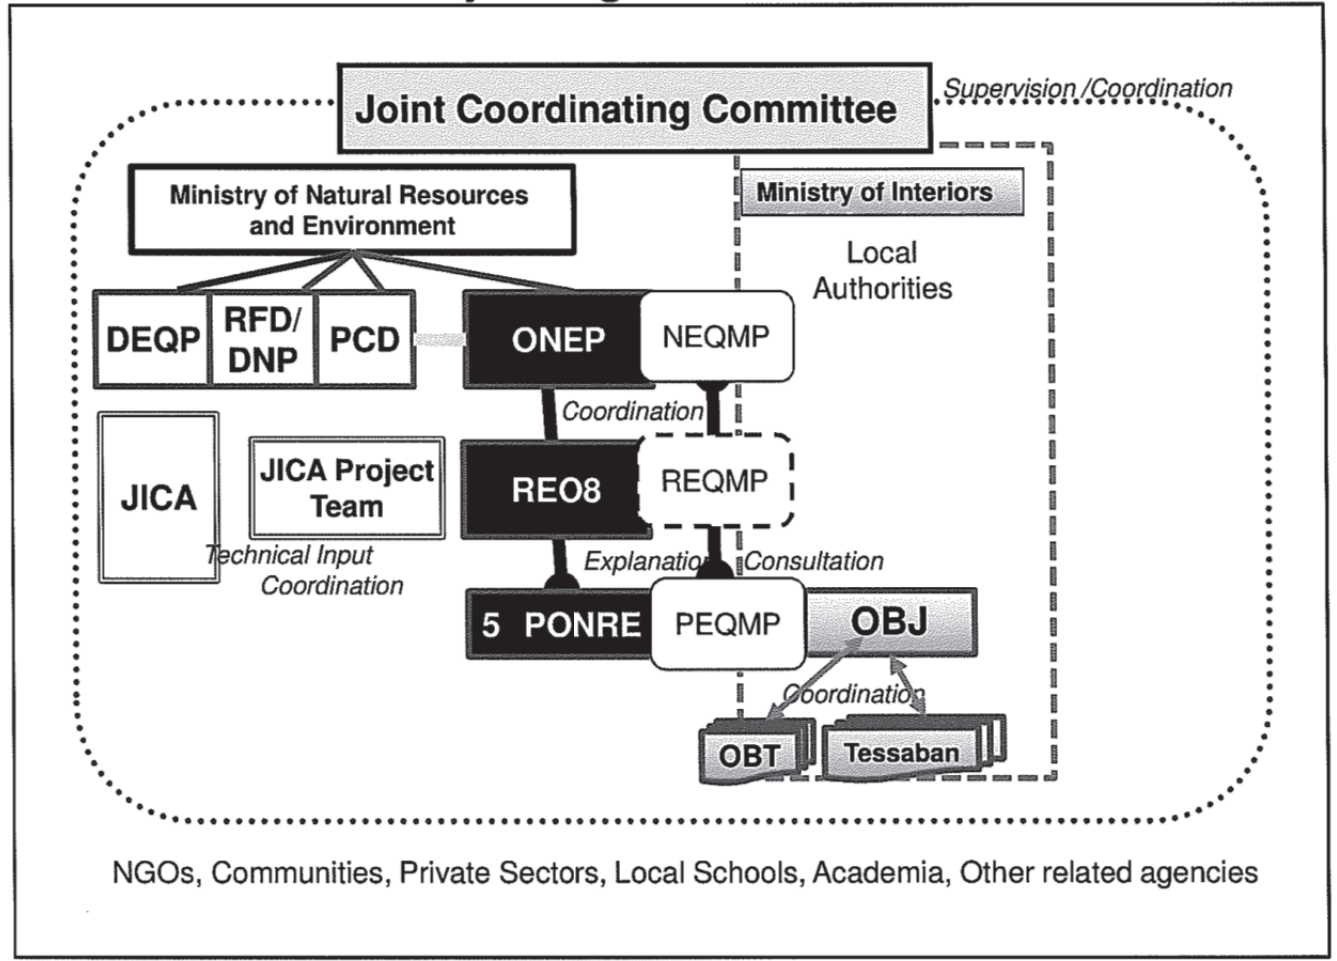 Joint Coordinating Committee
Supervision /Coordination
Ministry of Natural Resources
and Environment
Ministry of Interiors
Local
Authorities
DEQP
RFD/
DNP
PCD
ONEP
NEQMP
Coordination
JICA
JICA Project
Team
REO8
REQMP
Technical Input
Coordination
Explanation
Consultation
5 PONRE
PEQMP
OBJ
Coordination
OBT
Tessaban
NGOs, Communities, Private Sectors, Local Schools, Academia, Other related agencies